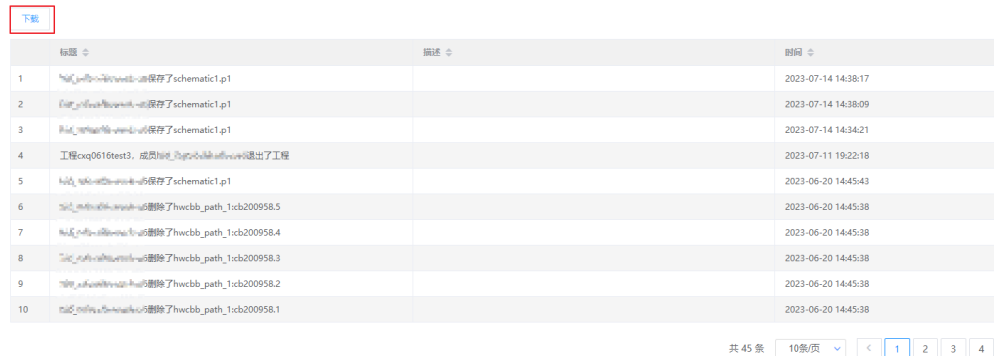 下载
标题 描述 时间
1 保存了schematic1.p1 2023-07-14 14:38:17
2 保存了schematic1.p1 2023-07-14 14:38:09
3 保存了schematic1.p1 2023-07-14 14:34:21
4 工程cxq0616test3，成员 退出了工程 2023-07-11 19:22:18
5 保存了schematic1.p1 2023-06-20 14:45:43
6 删除了hwcbb_path_1:cb200958.5 2023-06-20 14:45:38
7 删除了hwcbb_path_1:cb200958.4 2023-06-20 14:45:38
8 删除了hwcbb_path_1:cb200958.3 2023-06-20 14:45:38
9 删除了hwcbb_path_1:cb200958.2 2023-06-20 14:45:38
10 删除了hwcbb_path_1:cb200958.1 2023-06-20 14:45:38
共 45 条 10条/页 < 1 2 3 4